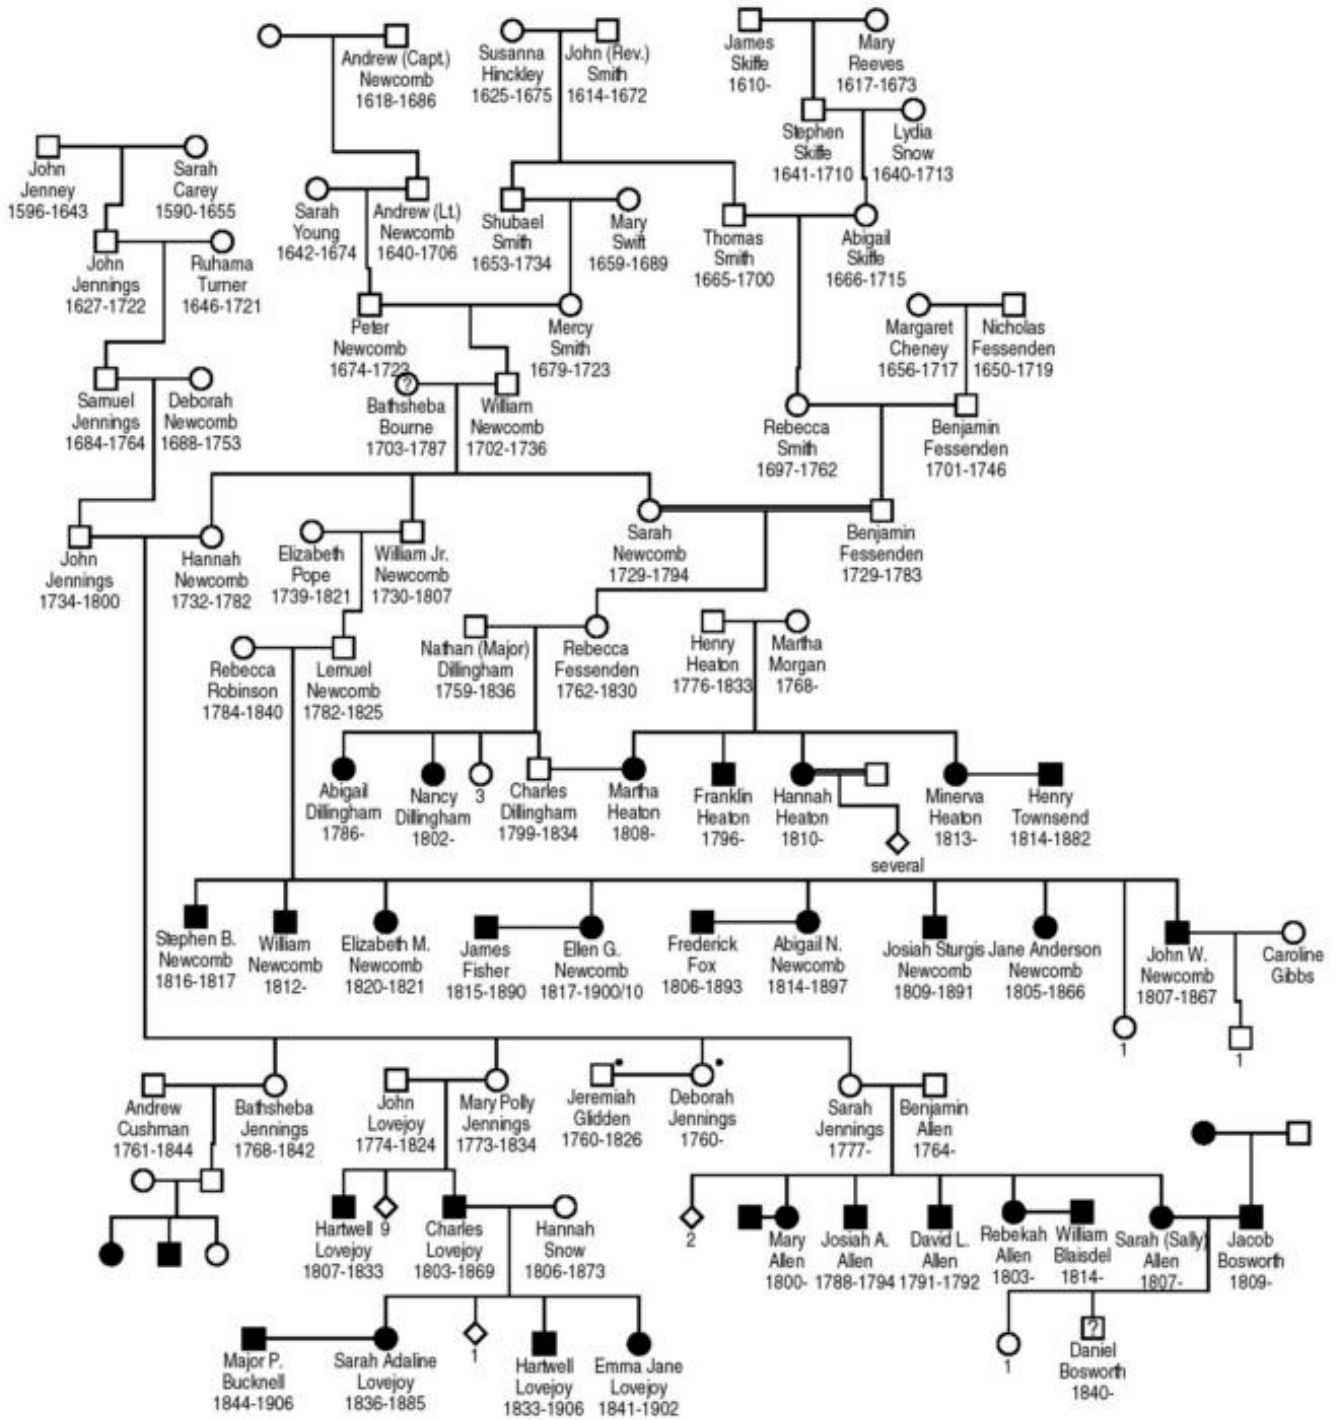 Andrew (Capt.)
Newcomb
1618-1686
Susanna
Hinckley
1625-1675
John (Rev.)
Smith
1614-1672
James
Skiffe
1610-
Mary
Reeves
1617-1673
Stephen
Skiffe
1641-1710
Lydia
Snow
1640-1713
John
Jenney
1596-1643
Sarah
Carey
1590-1655
Sarah
Young
1642-1674
Andrew (Lt.)
Newcomb
1640-1706
Shubael
Smith
1653-1734
Mary
Swift
1659-1689
Thomas
Smith
1665-1700
Abigail
Skiffe
1666-1715
John
Jennings
1627-1722
Ruhama
Turner
1646-1721
Peter
Newcomb
1674-1723
Mercy
Smith
1679-1723
Margaret
Cheney
1656-1717
Nicholas
Fessenden
1650-1719
Samuel
Jennings
1684-1764
Deborah
Newcomb
1688-1753
?
Bathsheba
Bourne
1703-1787
William
Newcomb
1702-1736
Rebecca
Smith
1697-1762
Benjamin
Fessenden
1701-1746
John
Jennings
1734-1800
Hannah
Newcomb
1732-1782
Elizabeth
Pope
1739-1821
William Jr.
Newcomb
1730-1807
Sarah
Newcomb
1729-1794
Benjamin
Fessenden
1729-1783
Rebecca
Robinson
1784-1840
Lemuel
Newcomb
1782-1825
Nathan (Major)
Dillingham
1759-1836
Rebecca
Fessenden
1762-1830
Henry
Heaton
1776-1833
Martha
Morgan
1768-
Abigail
Dillingham
1786-
Nancy
Dillingham
1802-
3
Charles
Dillingham
1799-1834
Martha
Heaton
1808-
Franklin
Heaton
1796-
Hannah
Heaton
1810-
several
Minerva
Heaton
1813-
Henry
Townsend
1814-1882
Stephen B.
Newcomb
1816-1817
William
Newcomb
1812-
Elizabeth M.
Newcomb
1820-1821
James
Fisher
1815-1890
Ellen G.
Newcomb
1817-1900/10
Frederick
Fox
1806-1893
Abigail N.
Newcomb
1814-1897
Josiah Sturgis
Newcomb
1809-1891
Jane Anderson
Newcomb
1805-1866
1
John W.
Newcomb
1807-1867
1
Caroline
Gibbs
Andrew
Cushman
1761-1844
Bathsheba
Jennings
1768-1842
John
Lovejoy
1774-1824
Mary Polly
Jennings
1773-1834
Jeremiah
Glidden
1760-1826
Deborah
Jennings
1760-
Sarah
Jennings
1777-
Benjamin
Allen
1764-
Hartwell
Lovejoy
1807-1833
9
Charles
Lovejoy
1803-1869
Hannah
Snow
1806-1873
2
Mary
Allen
1800-
Josiah A.
Allen
1788-1794
David L.
Allen
1791-1792
Rebekah
Allen
1803-
William
Blaisdel
1814-
Sarah (Sally)
Allen
1807-
Jacob
Bosworth
1809-
Major P.
Bucknell
1844-1906
Sarah Adaline
Lovejoy
1836-1885
1
Hartwell
Lovejoy
1833-1906
Emma Jane
Lovejoy
1841-1902
1
?
Daniel
Bosworth
1840-